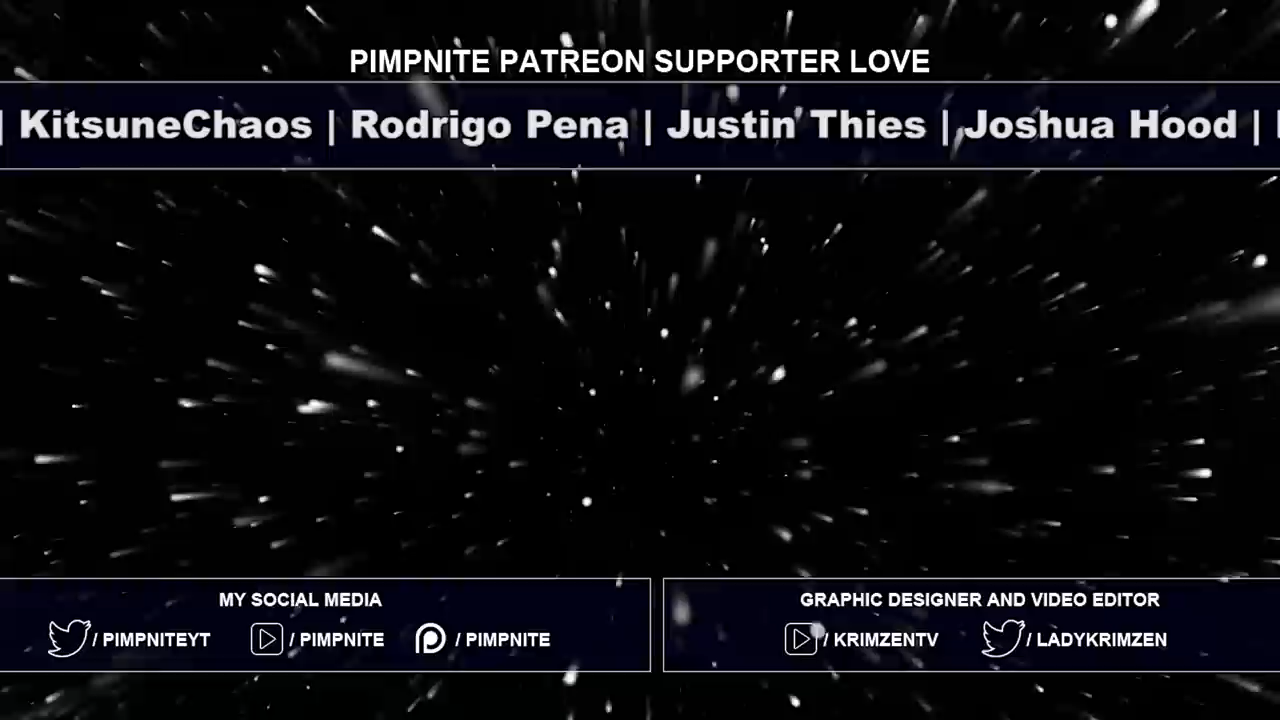 PIMPNITE PATREON SUPPORTER LOVE
| KitsuneChaos | Rodrigo Pena | Justin Thies | Joshua Hood |
MY SOCIAL MEDIA
/ PIMPNITEYT / PIMPNITE / PIMPNITE
GRAPHIC DESIGNER AND VIDEO EDITOR
/ KRIMZENTV / LADYKRIMZEN